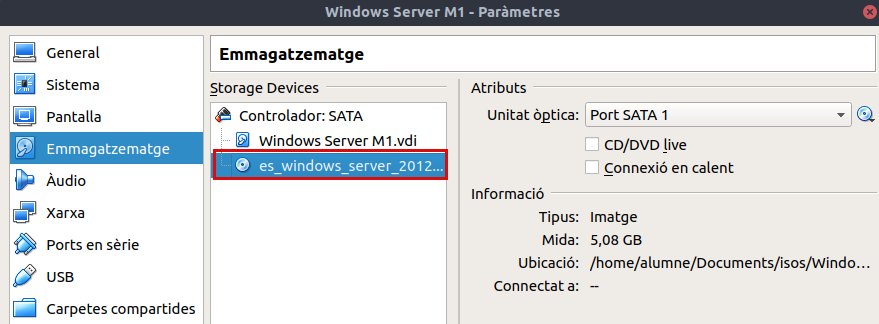 Windows Server M1 - Paràmetres
General
Sistema
Pantalla
Emmagatzematge
Àudio
Xarxa
Ports en sèrie
USB
Carpetes compartides
Emmagatzematge
Storage Devices
Controlador: SATA
Windows Server M1.vdi
es_windows_server_2012...
Atributs
Unitat òptica: Port SATA 1
CD/DVD live
Connexió en calent
Informació
Tipus: Imatge
Mida: 5,08 GB
Ubicació: /home/alumne/Documents/isos/Windo...
Connectat a: --